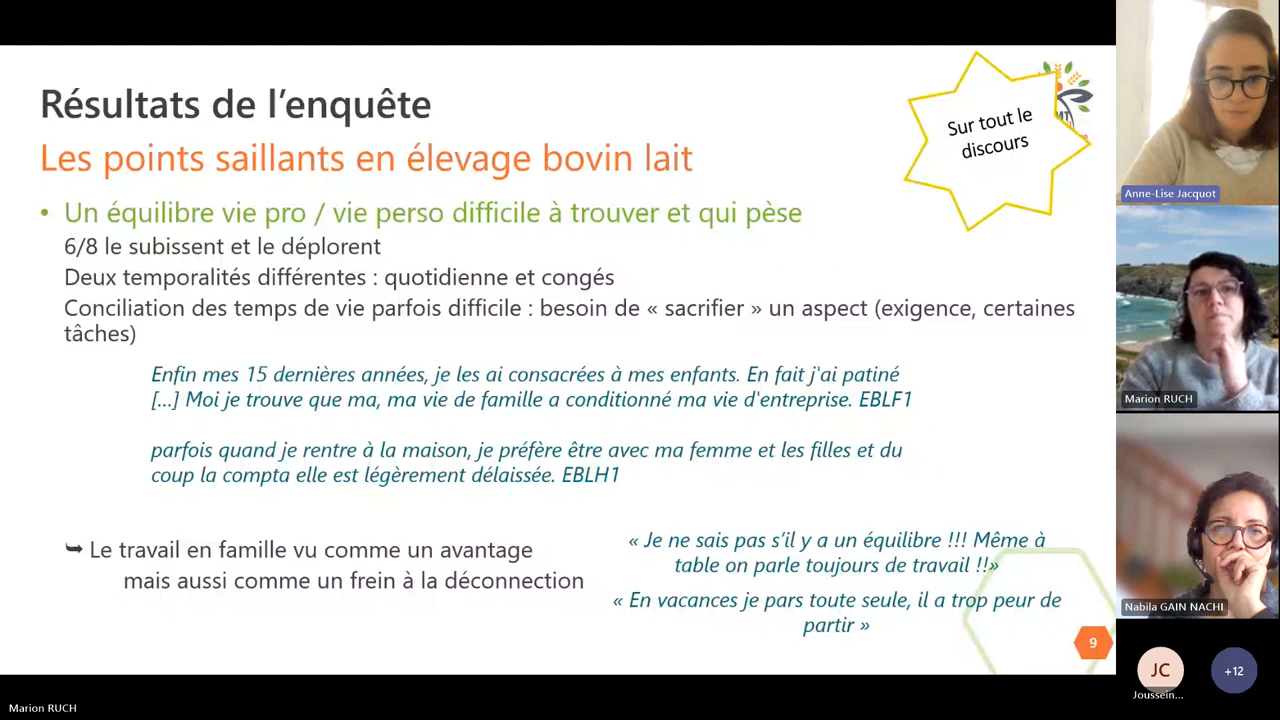 Résultats de l’enquête
Les points saillants en élevage bovin lait
Sur tout le
discours
• Un équilibre vie pro / vie perso difficile à trouver et qui pèse
6/8 le subissent et le déplorent
Deux temporalités différentes : quotidienne et congés
Conciliation des temps de vie parfois difficile : besoin de « sacrifier » un aspect (exigence, certaines
tâches)
Enfin mes 15 dernières années, je les ai consacrées à mes enfants. En fait j'ai patiné
[…] Moi je trouve que ma, ma vie de famille a conditionné ma vie d'entreprise. EBLF1
parfois quand je rentre à la maison, je préfère être avec ma femme et les filles et du
coup la compta elle est légèrement délaissée. EBLH1
➥ Le travail en famille vu comme un avantage
mais aussi comme un frein à la déconnection
« Je ne sais pas s’il y a un équilibre !!! Même à
table on parle toujours de travail !!»
« En vacances je pars toute seule, il a trop peur de
partir »
9
Anne-Lise Jacquot
Marion RUCH
Nabila GAIN NACHI
JC
+12
Joussein...
Marion RUCH